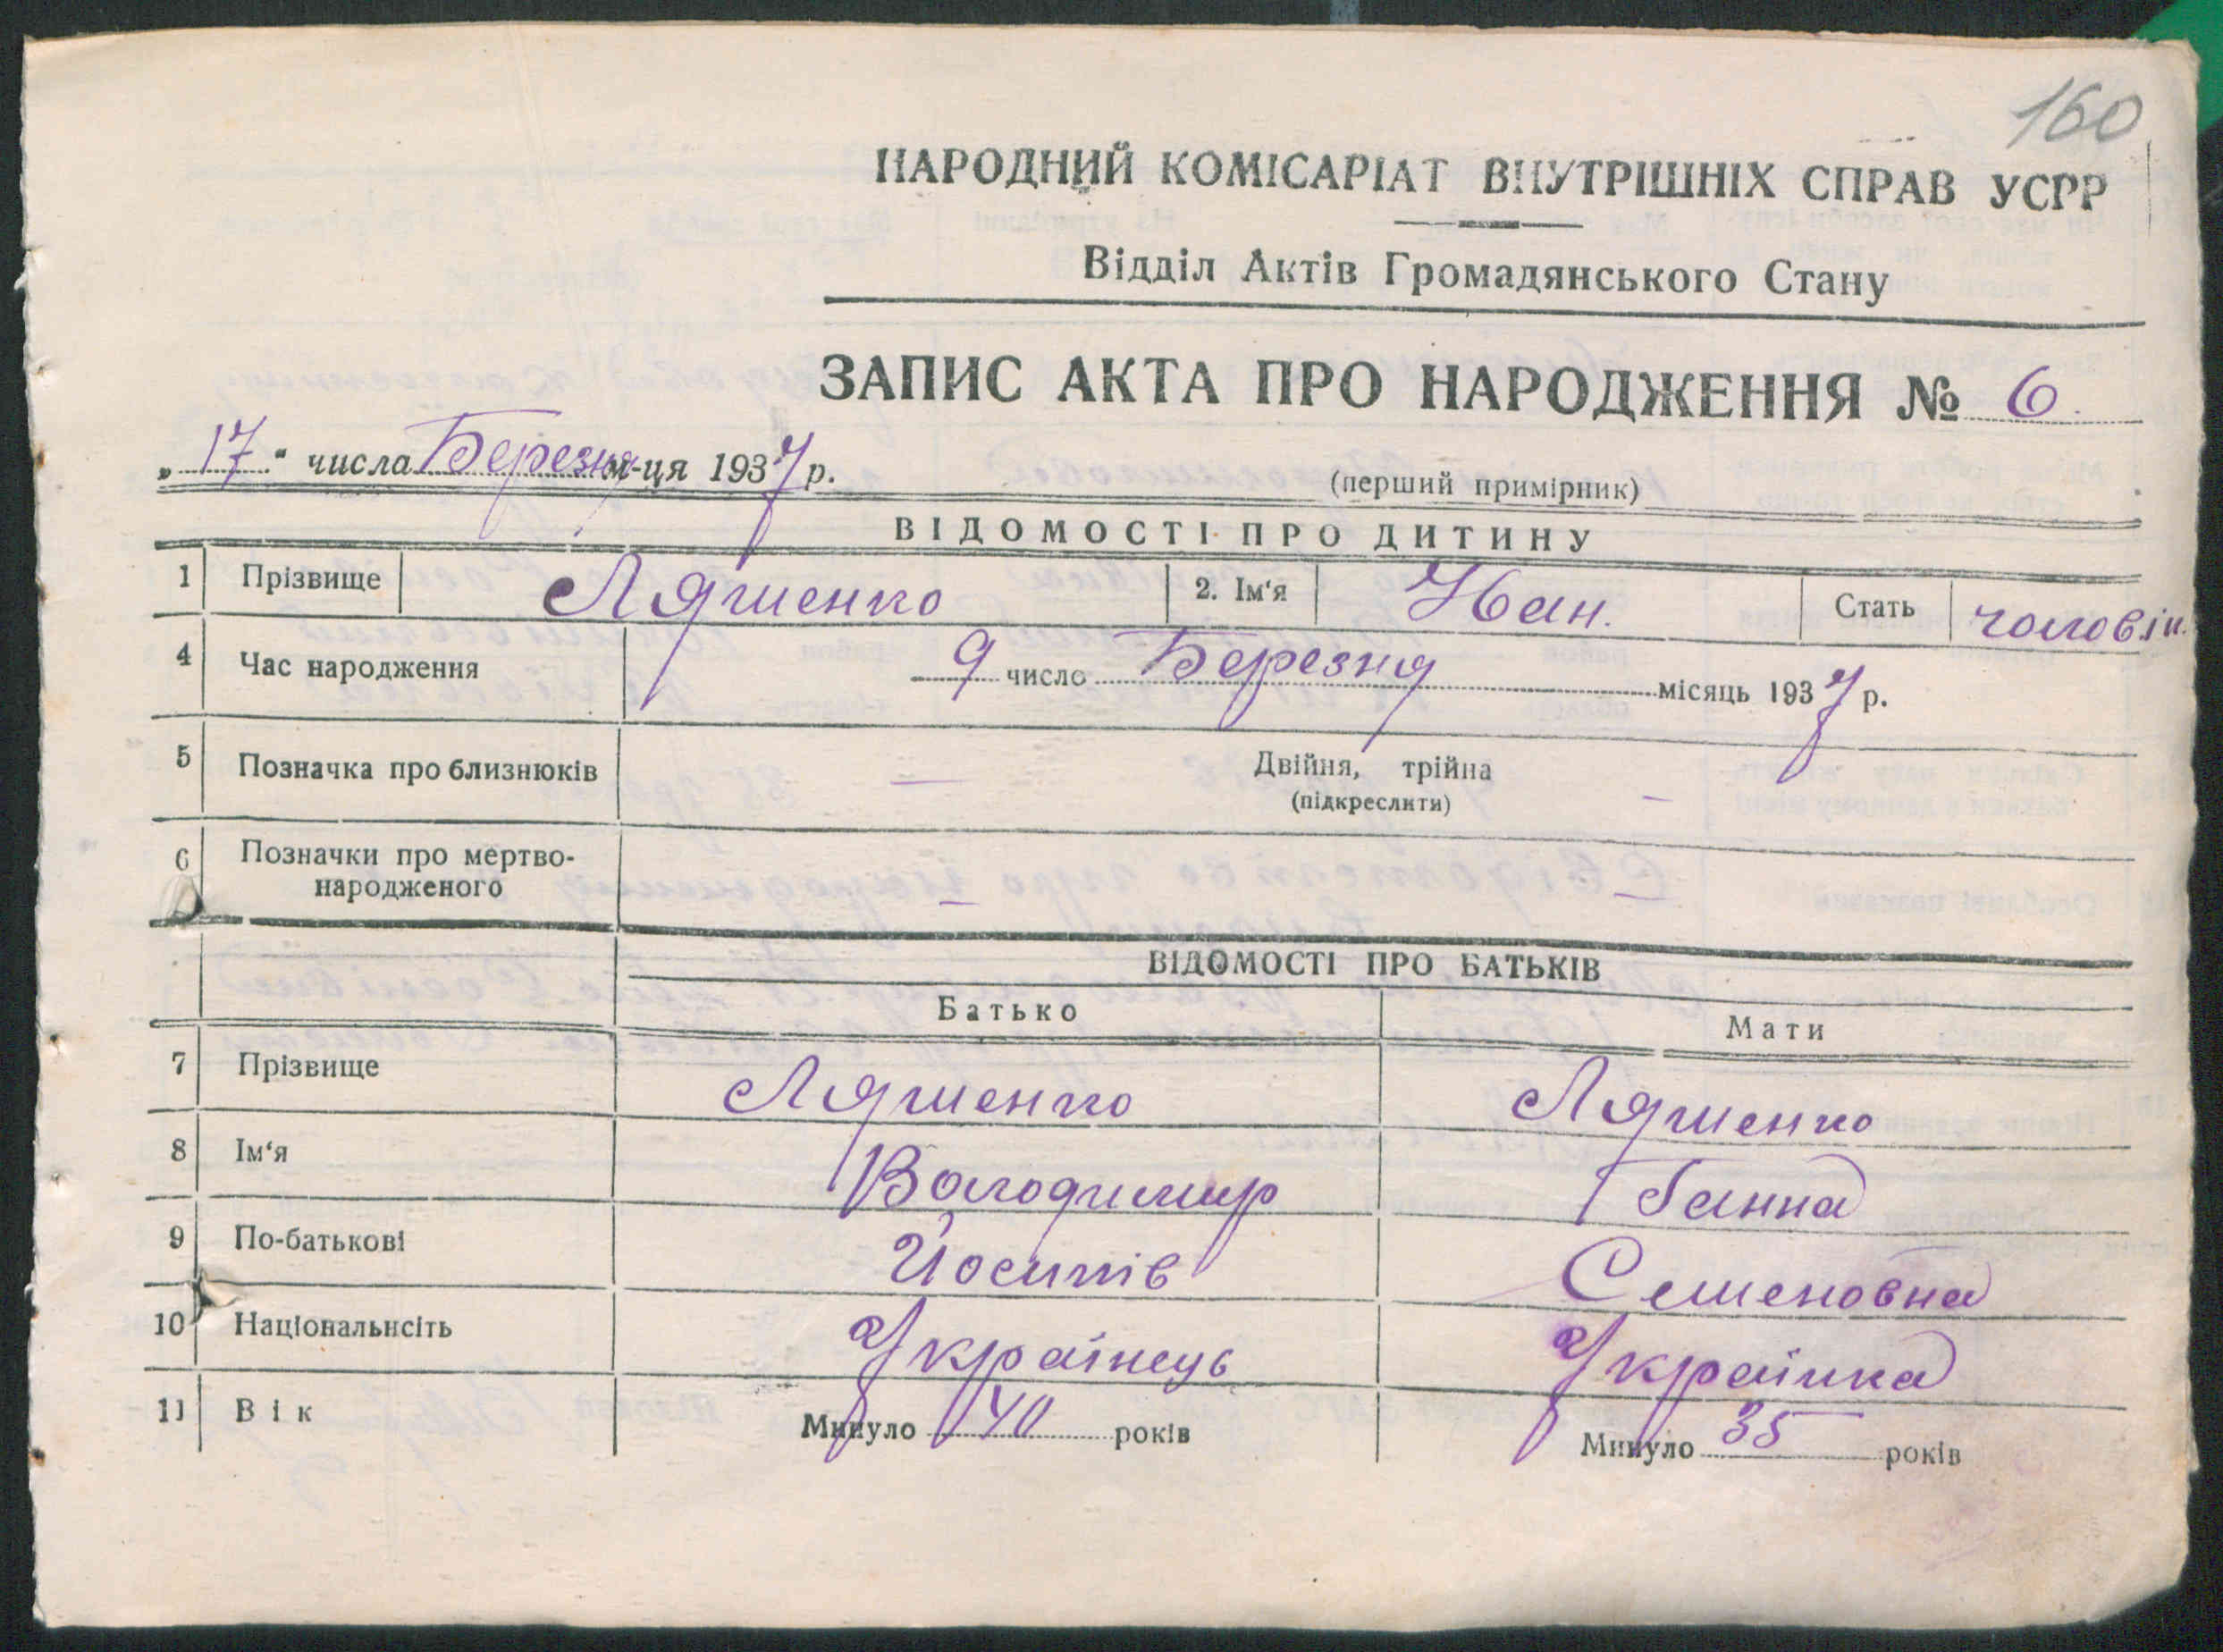 160
НАРОДНИЙ КОМІСАРІАТ ВНУТРІШНІХ СПРАВ УСРР
Відділ Актів Громадянського Стану
ЗАПИС АКТА ПРО НАРОДЖЕННЯ № 6
„17“ числа Березня м-ця 1937 р.
(перший примірник)
ВІДОМОСТІ ПРО ДИТИНУ
1 Прізвище Ляшенко 2. Ім‘я Иван. Стать чоловіч.
4 Час народження 9 число Березня місяць 1937 р.
5 Позначка про близнюків — Двійня, трійна —
(підкреслити)
6 Позначки про мертво-
народженого — —
ВІДОМОСТІ ПРО БАТЬКІВ
Батько Мати
7 Прізвище Ляшенко Ляшенко
8 Ім‘я Володимир Ганна
9 По-батькові Йосипів Семеновна
10 Національнсіть Українець Українка
11 Вік Минуло 40 років Минуло 35 років